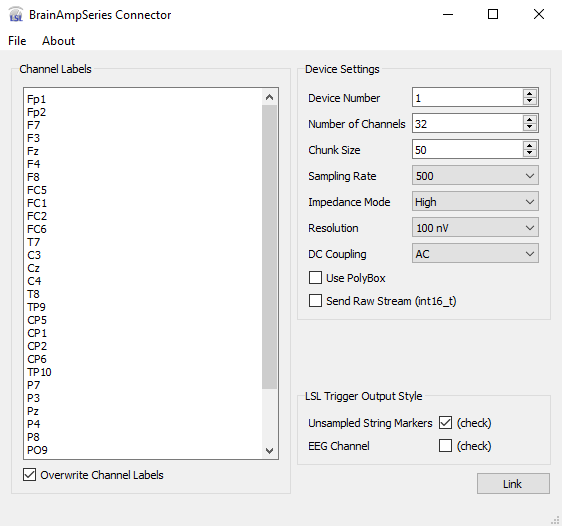 LSL
BrainAmpSeries Connector
File About
Channel Labels
Fp1
Fp2
F7
F3
Fz
F4
F8
FC5
FC1
FC2
FC6
T7
C3
Cz
C4
T8
TP9
CP5
CP1
CP2
CP6
TP10
P7
P3
Pz
P4
P8
PO9
Overwrite Channel Labels
Device Settings
Device Number 1
Number of Channels 32
Chunk Size 50
Sampling Rate 500
Impedance Mode High
Resolution 100 nV
DC Coupling AC
Use PolyBox
Send Raw Stream (int16_t)
LSL Trigger Output Style
Unsampled String Markers (check)
EEG Channel (check)
Link